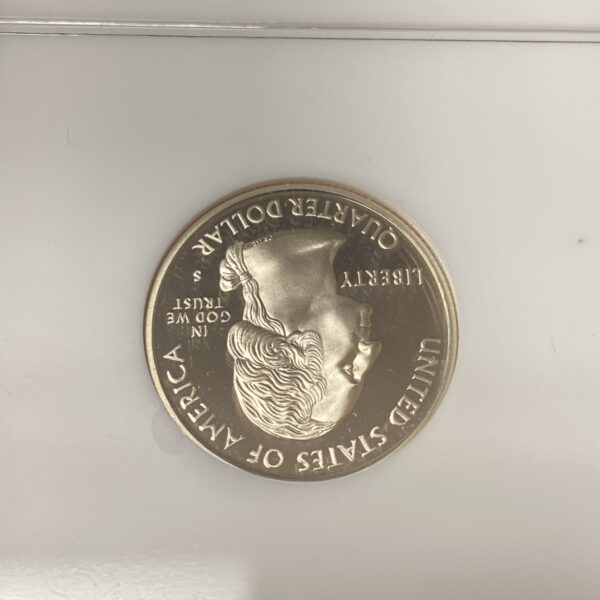 UNITED STATES OF AMERICA
LIBERTY
IN
GOD WE
TRUST
S
QUARTER DOLLAR